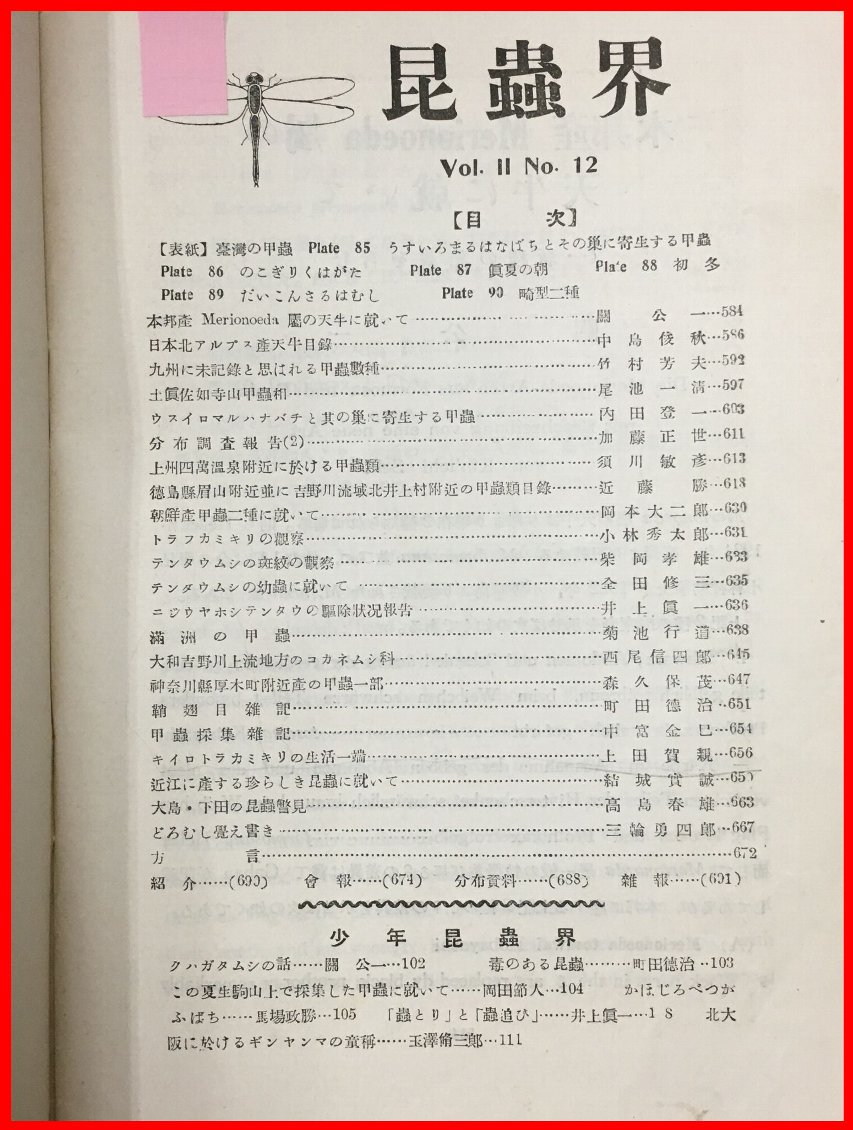 昆蟲界
Vol. II No. 12
【目　次】
【表紙】臺灣の甲蟲 Plate 85 うすいろまるはなばちとその巢に寄生する甲蟲
Plate 86 のこぎりくはがた Plate 87 眞夏の朝 Plate 88 初冬
Plate 89 だいこんさるはむし Plate 90 畸型二種
本邦產 Merionoeda 屬の天牛に就いて……關公一…584
日本北アルプス產天牛目錄……中島俊秋…586
九州に未記錄と思はれる甲蟲數種……竹村芳夫…592
土眞佐如寺山甲蟲相……尾池一淸…597
ウスイロマルハナバチと其の巢に寄生する甲蟲……內田登一…603
分布調査報告(2)……加藤正世…611
上州四萬溫泉附近に於ける甲蟲類……須川敏彥…613
德島縣眉山附近並に吉野川流域北井上村附近の甲蟲類目錄……近藤勝…618
朝鮮產甲蟲二種に就いて……岡本大二郞…630
トラフカミキリの觀察……小林秀太郞…631
テンタウムシの斑紋の觀察……柴岡孝雄…633
テンタウムシの幼蟲に就いて……金田修三…635
ニジウヤホシテンタウの驅除狀況報告……井上眞一…636
滿洲の甲蟲……菊池行道…638
大和吉野川上流地方のコガネムシ科……西尾信四郞…645
神奈川縣厚木町附近產の甲蟲一部……森久保茂…647
鞘翅目雜記……町田德治…651
甲蟲採集雜記……中富金巳…654
キイロトラカミキリの生活一端……上田賀親…656
近江に產する珍らしき昆蟲に就いて……結城實誠…659
大島・下田の昆蟲瞥見……高島春雄…663
どろむし覺え書き……三輪勇四郞…667
方言……672
紹介……(690) 會報……(674) 分布資料……(688) 雜報……(691)
少年昆蟲界
クハガタムシの話……關公一…102 毒のある昆蟲………町田德治…103
この夏生駒山上で採集した甲蟲に就いて……岡田節人…104 かほじろべつか
ふばち……馬場政勝…105 「蟲とり」と「蟲追ひ」……井上眞一…1 8 北大
阪に於けるギンヤンマの童稱……玉澤脩三郞…111